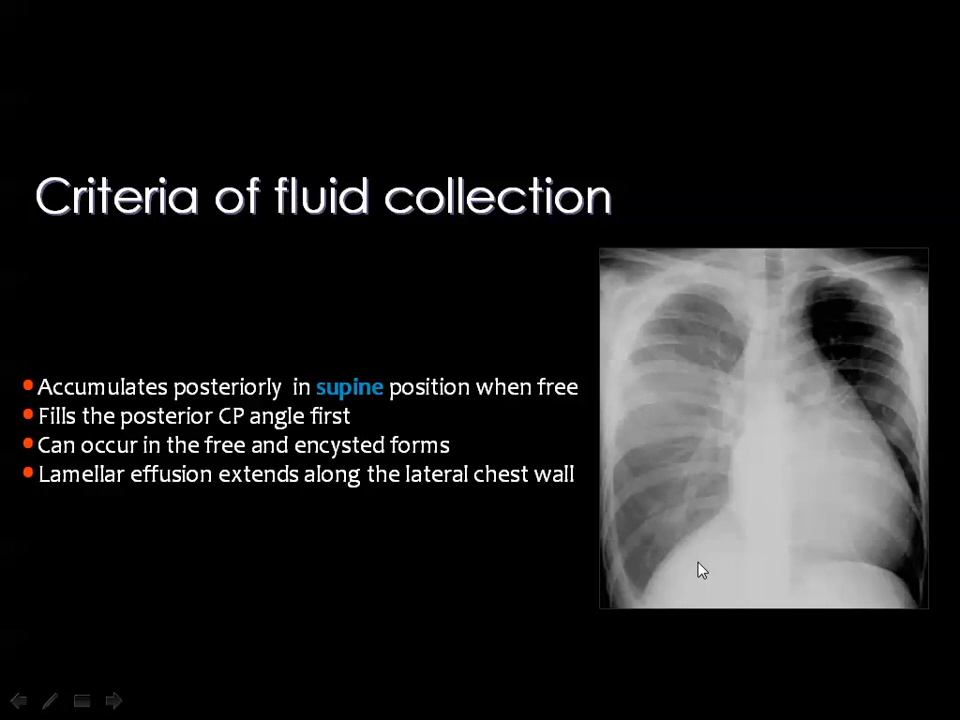 Criteria of fluid collection
Accumulates posteriorly in supine position when free
Fills the posterior CP angle first
Can occur in the free and encysted forms
Lamellar effusion extends along the lateral chest wall